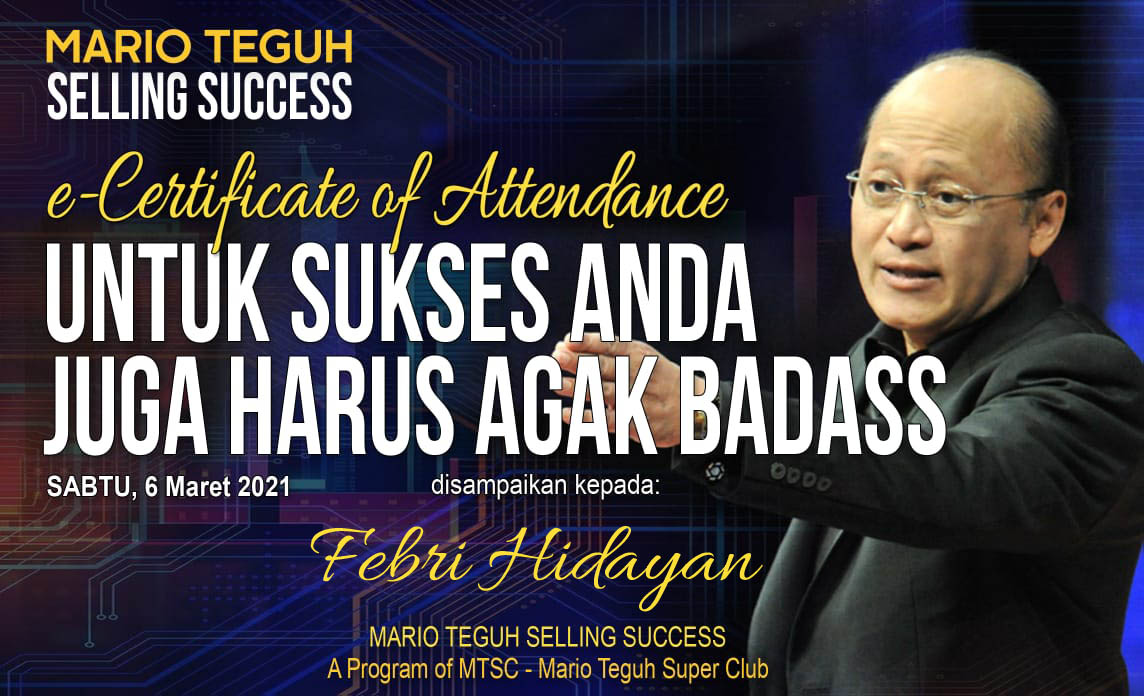 MARIO TEGUH
SELLING SUCCESS
e-Certificate of Attendance
UNTUK SUKSES ANDA
JUGA HARUS AGAK BADASS
SABTU, 6 Maret 2021
disampaikan kepada:
Febri Hidayan
MARIO TEGUH SELLING SUCCESS
A Program of MTSC - Mario Teguh Super Club